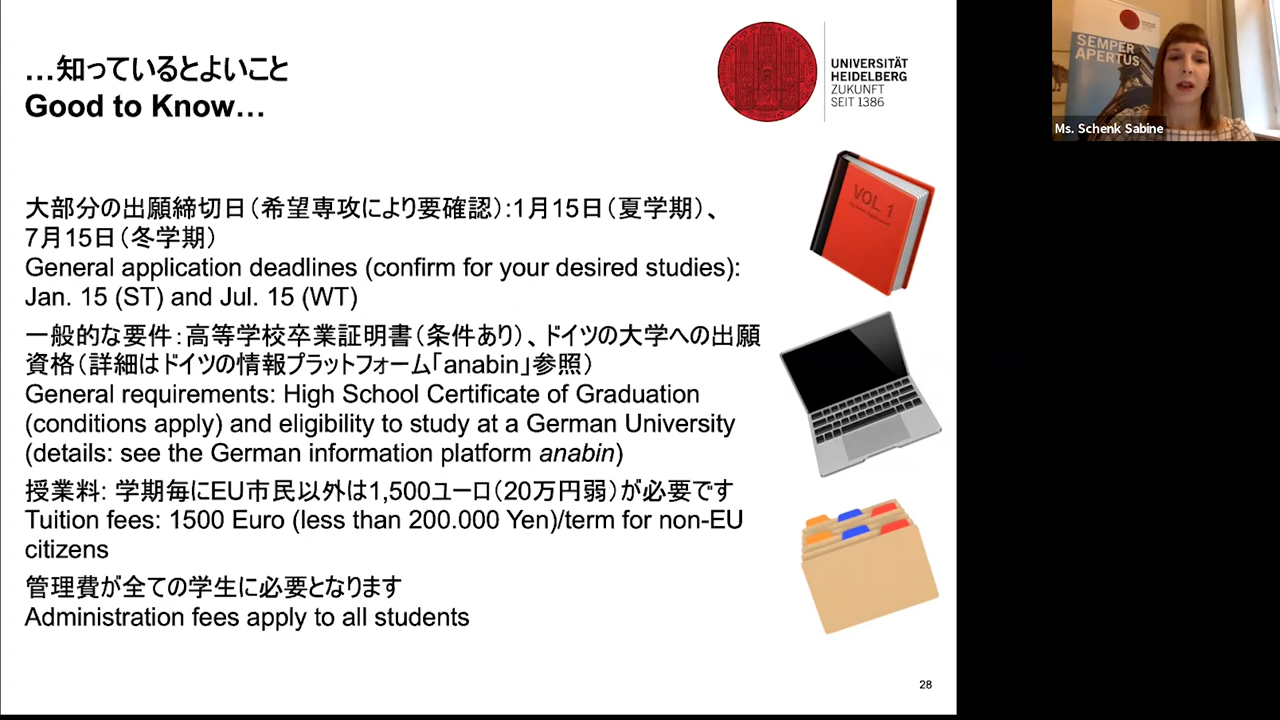 …知っているとよいこと
Good to Know…
UNIVERSITÄT
HEIDELBERG
ZUKUNFT
SEIT 1386
SEMPER
APERTUS
Ms. Schenk Sabine
大部分の出願締切日（希望専攻により要確認）：1月15日（夏学期）、
7月15日（冬学期）
General application deadlines (confirm for your desired studies):
Jan. 15 (ST) and Jul. 15 (WT)
一般的な要件：高等学校卒業証明書（条件あり）、ドイツの大学への出願
資格（詳細はドイツの情報プラットフォーム「anabin」参照）
General requirements: High School Certificate of Graduation
(conditions apply) and eligibility to study at a German University
(details: see the German information platform anabin)
授業料: 学期毎にEU市民以外は1,500ユーロ（20万円弱）が必要です
Tuition fees: 1500 Euro (less than 200.000 Yen)/term for non-EU
citizens
管理費が全ての学生に必要となります
Administration fees apply to all students
VOL. 1
28